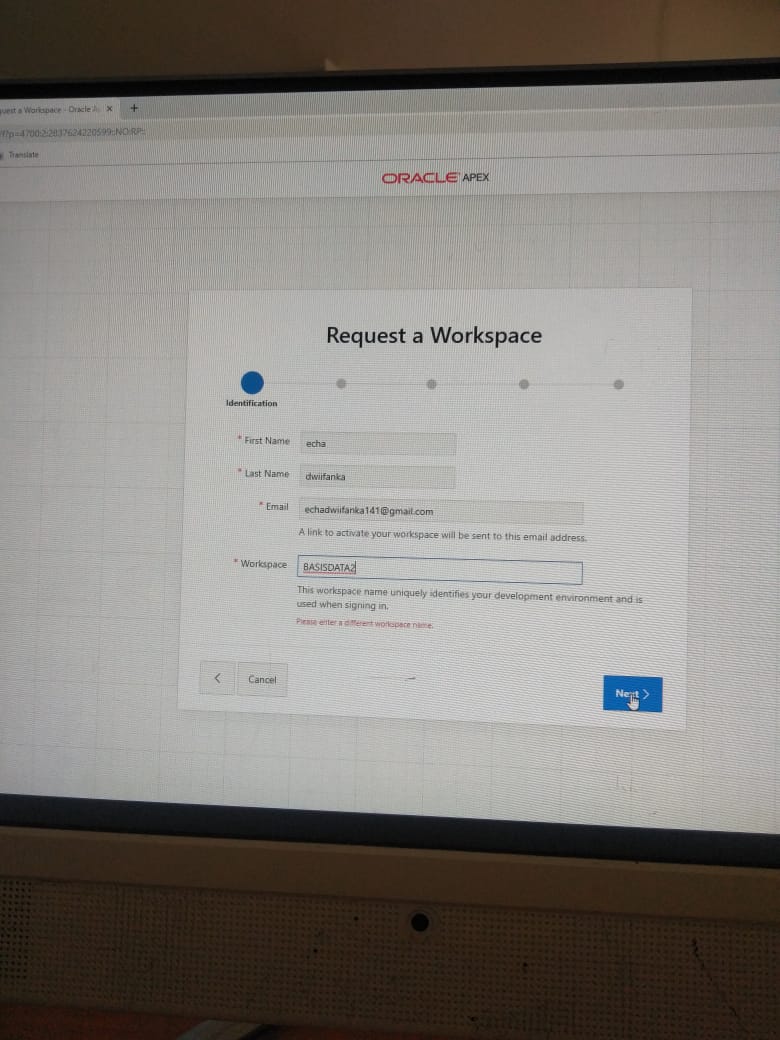 uest a Workspace - Oracle A
f?p=4700:2:2837624220599::NO:RP::
Translate
ORACLE APEX
Request a Workspace
Identification
* First Name echa
* Last Name dwiifanka
* Email echadwiifanka141@gmail.com
A link to activate your workspace will be sent to this email address.
* Workspace BASISDATA2
This workspace name uniquely identifies your development environment and is
used when signing in.
Please enter a different workspace name.
Cancel
Next